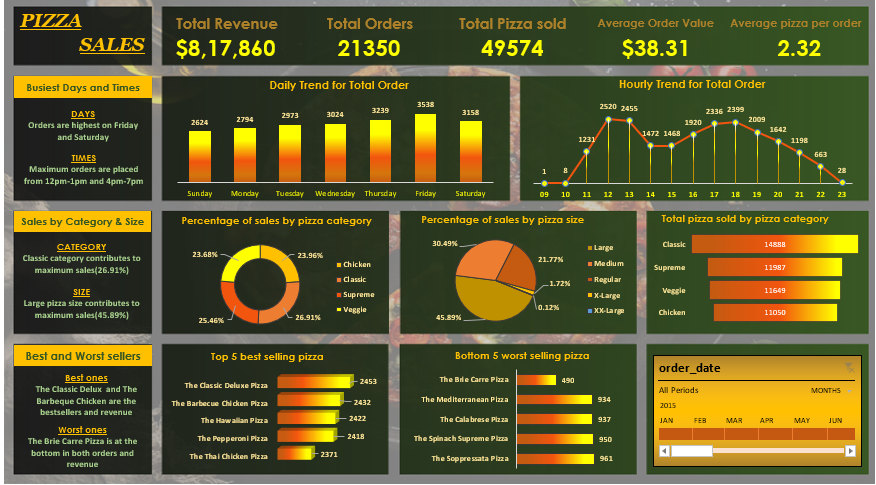 PIZZA
SALES
Total Revenue
$8,17,860
Total Orders
21350
Total Pizza sold
49574
Average Order Value
$38.31
Average pizza per order
2.32
Busiest Days and Times
DAYS
Orders are highest on Friday
and Saturday
TIMES
Maximum orders are placed
from 12pm-1pm and 4pm-7pm
Daily Trend for Total Order
2624 2794 2973 3024 3239 3538 3158
Sunday Monday Tuesday Wednesday Thursday Friday Saturday
Hourly Trend for Total Order
1 8 1231 2520 2455 1472 1468 1920 2336 2399 2009 1642 1198 663 28
09 10 11 12 13 14 15 16 17 18 19 20 21 22 23
Sales by Category & Size
CATEGORY
Classic category contributes to
maximum sales(26.91%)
SIZE
Large pizza size contributes to
maximum sales(45.89%)
Percentage of sales by pizza category
23.68%
23.96%
25.46%
26.91%
Chicken
Classic
Supreme
Veggie
Percentage of sales by pizza size
30.49%
21.77%
1.72%
0.12%
45.89%
Large
Medium
Regular
X-Large
XX-Large
Total pizza sold by pizza category
Classic 14888
Supreme 11987
Veggie 11649
Chicken 11050
Best and Worst sellers
Best ones
The Classic Delux and The
Barbeque Chicken are the
bestsellers and revenue
Worst ones
The Brie Carre Pizza is at the
bottom in both orders and
revenue
Top 5 best selling pizza
The Classic Deluxe Pizza 2453
The Barbecue Chicken Pizza 2432
The Hawaiian Pizza 2422
The Pepperoni Pizza 2418
The Thai Chicken Pizza 2371
Bottom 5 worst selling pizza
The Brie Carre Pizza 490
The Mediterranean Pizza 934
The Calabrese Pizza 937
The Spinach Supreme Pizza 950
The Soppressata Pizza 961
order_date
All Periods MONTHS
2015
JAN FEB MAR APR MAY JUN